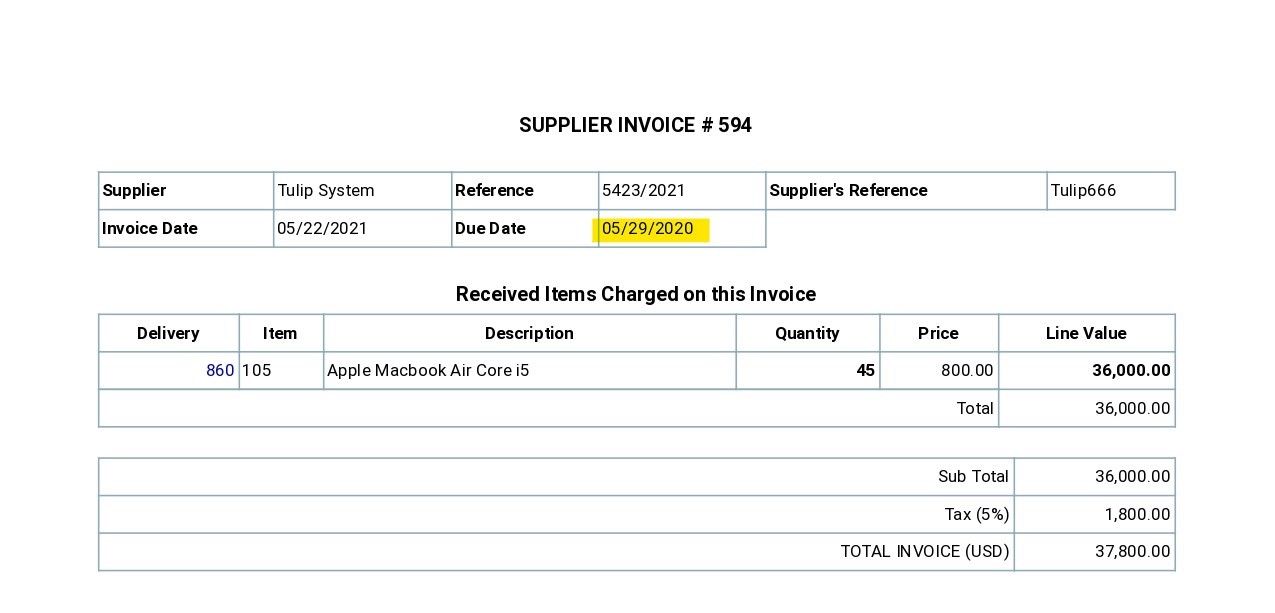 SUPPLIER INVOICE # 594
Supplier Tulip System Reference 5423/2021 Supplier's Reference Tulip666
Invoice Date 05/22/2021 Due Date 05/29/2020
Received Items Charged on this Invoice
Delivery Item Description Quantity Price Line Value
860 105 Apple Macbook Air Core i5 45 800.00 36,000.00
Total 36,000.00
Sub Total 36,000.00
Tax (5%) 1,800.00
TOTAL INVOICE (USD) 37,800.00